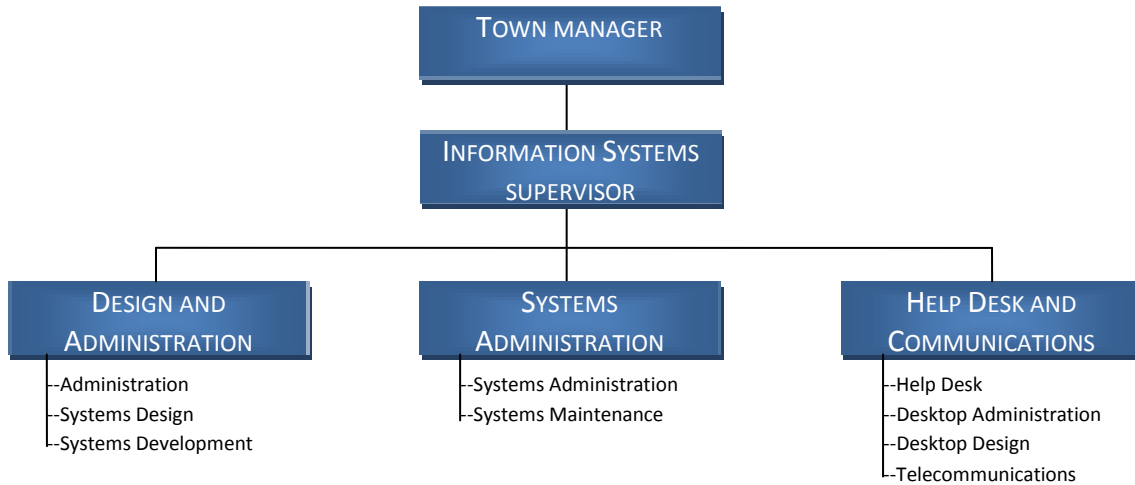 TOWN MANAGER
INFORMATION SYSTEMS
SUPERVISOR
DESIGN AND
ADMINISTRATION
--Administration
--Systems Design
--Systems Development
SYSTEMS
ADMINISTRATION
--Systems Administration
--Systems Maintenance
HELP DESK AND
COMMUNICATIONS
--Help Desk
--Desktop Administration
--Desktop Design
--Telecommunications